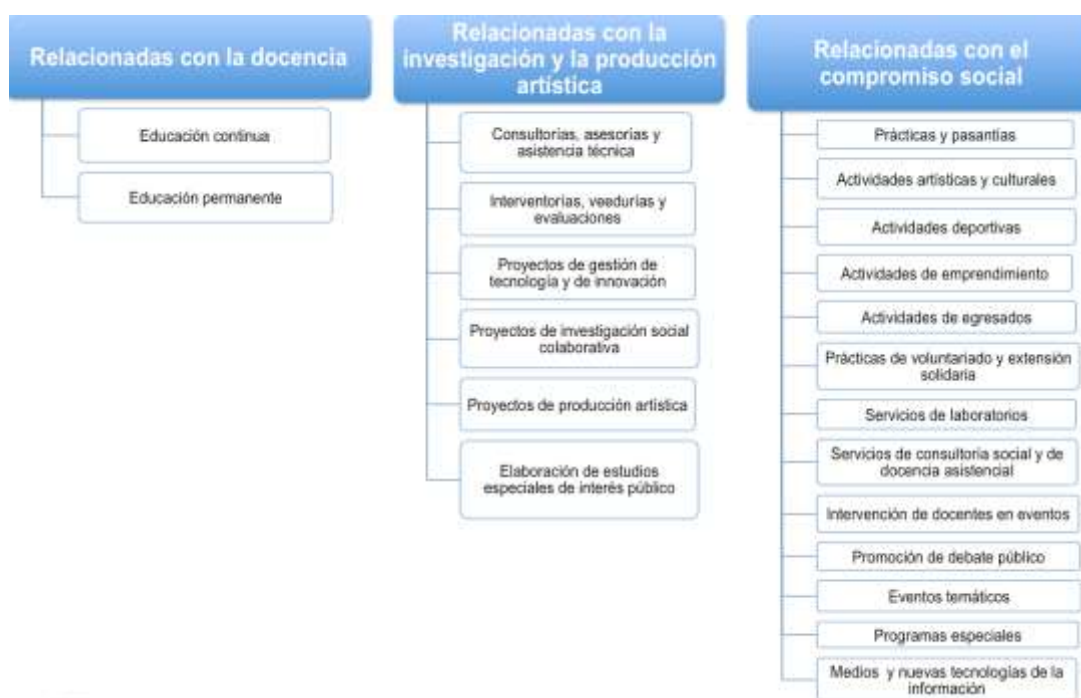 Relacionadas con la docencia
Educación continua
Educación permanente
Relacionadas con la
investigación y la producción
artística
Consultorías, asesorías y
asistencia técnica
Interventorías, veedurías y
evaluaciones
Proyectos de gestión de
tecnología y de innovación
Proyectos de investigación social
colaborativa
Proyectos de producción artística
Elaboración de estudios
especiales de interés público
Relacionadas con el
compromiso social
Prácticas y pasantías
Actividades artísticas y culturales
Actividades deportivas
Actividades de emprendimiento
Actividades de egresados
Prácticas de voluntariado y extensión
solidaria
Servicios de laboratorios
Servicios de consultoría social y de
docencia asistencial
Intervención de docentes en eventos
Promoción de debate público
Eventos temáticos
Programas especiales
Medios y nuevas tecnologías de la
información